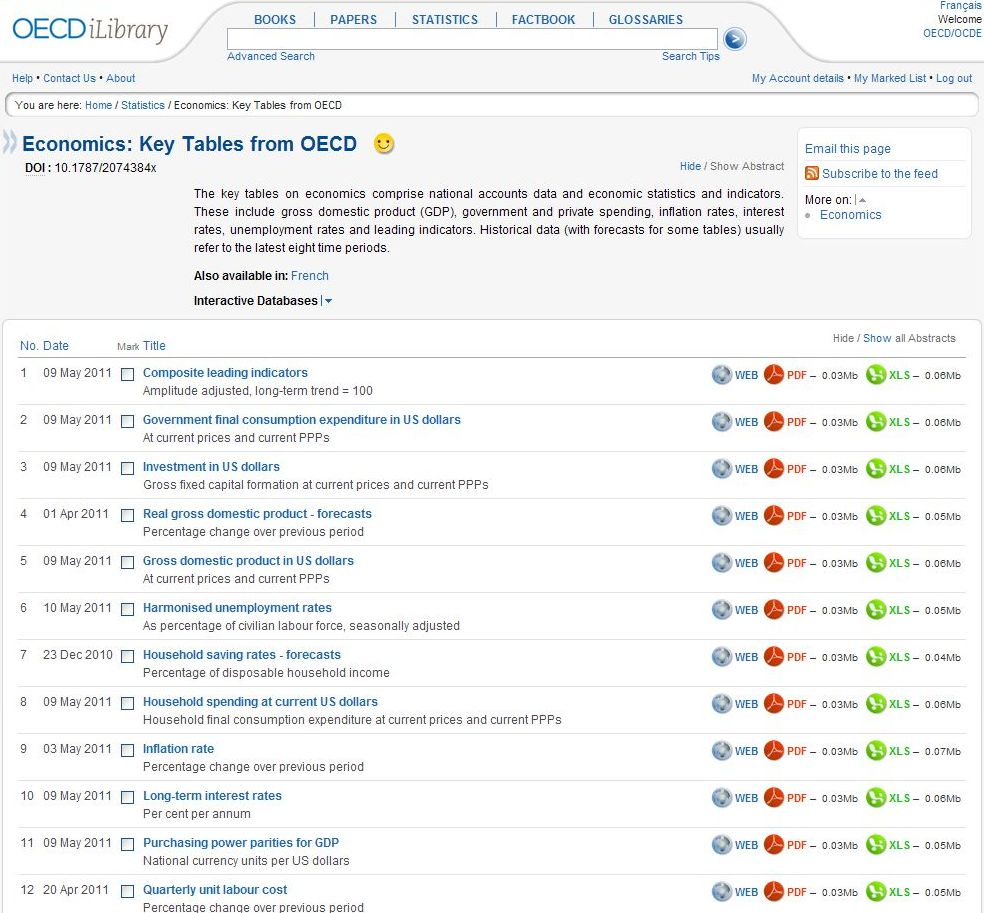 OECD iLibrary
BOOKS | PAPERS | STATISTICS | FACTBOOK | GLOSSARIES
Français
Welcome
OECD/OCDE
Advanced Search
Search Tips
Help • Contact Us • About
My Account details • My Marked List • Log out
You are here: Home / Statistics / Economics: Key Tables from OECD
Economics: Key Tables from OECD
DOI : 10.1787/2074384x
Hide / Show Abstract
The key tables on economics comprise national accounts data and economic statistics and indicators.
These include gross domestic product (GDP), government and private spending, inflation rates, interest
rates, unemployment rates and leading indicators. Historical data (with forecasts for some tables) usually
refer to the latest eight time periods.
Also available in: French
Interactive Databases |
Email this page
Subscribe to the feed
More on: |
• Economics
No. Date Mark Title
Hide / Show all Abstracts
1 09 May 2011 Composite leading indicators WEB PDF – 0.03Mb XLS – 0.06Mb
Amplitude adjusted, long-term trend = 100
2 09 May 2011 Government final consumption expenditure in US dollars WEB PDF – 0.03Mb XLS – 0.06Mb
At current prices and current PPPs
3 09 May 2011 Investment in US dollars WEB PDF – 0.03Mb XLS – 0.06Mb
Gross fixed capital formation at current prices and current PPPs
4 01 Apr 2011 Real gross domestic product - forecasts WEB PDF – 0.03Mb XLS – 0.05Mb
Percentage change over previous period
5 09 May 2011 Gross domestic product in US dollars WEB PDF – 0.03Mb XLS – 0.06Mb
At current prices and current PPPs
6 10 May 2011 Harmonised unemployment rates WEB PDF – 0.03Mb XLS – 0.05Mb
As percentage of civilian labour force, seasonally adjusted
7 23 Dec 2010 Household saving rates - forecasts WEB PDF – 0.03Mb XLS – 0.04Mb
Percentage of disposable household income
8 09 May 2011 Household spending at current US dollars WEB PDF – 0.03Mb XLS – 0.06Mb
Household final consumption expenditure at current prices and current PPPs
9 03 May 2011 Inflation rate WEB PDF – 0.03Mb XLS – 0.07Mb
Percentage change over previous period
10 09 May 2011 Long-term interest rates WEB PDF – 0.03Mb XLS – 0.06Mb
Per cent per annum
11 09 May 2011 Purchasing power parities for GDP WEB PDF – 0.03Mb XLS – 0.05Mb
National currency units per US dollars
12 20 Apr 2011 Quarterly unit labour cost WEB PDF – 0.03Mb XLS – 0.05Mb
Percentage change over previous period